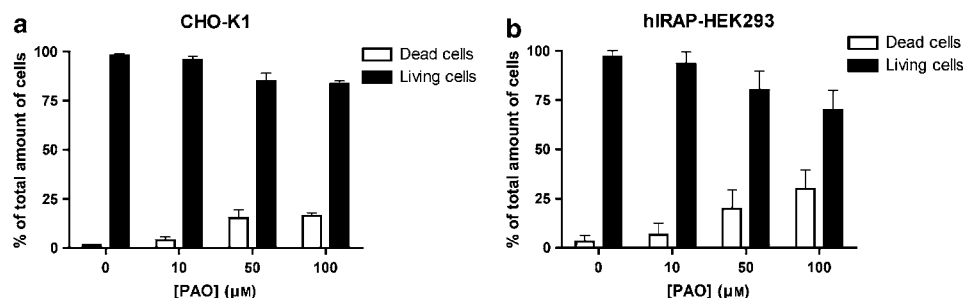 a
CHO-K1
% of total amount of cells
100
75
50
25
0
0 10 50 100
[PAO] (μM)
Dead cells
Living cells
b
hIRAP-HEK293
% of total amount of cells
100
75
50
25
0
0 10 50 100
[PAO] (μM)
Dead cells
Living cells